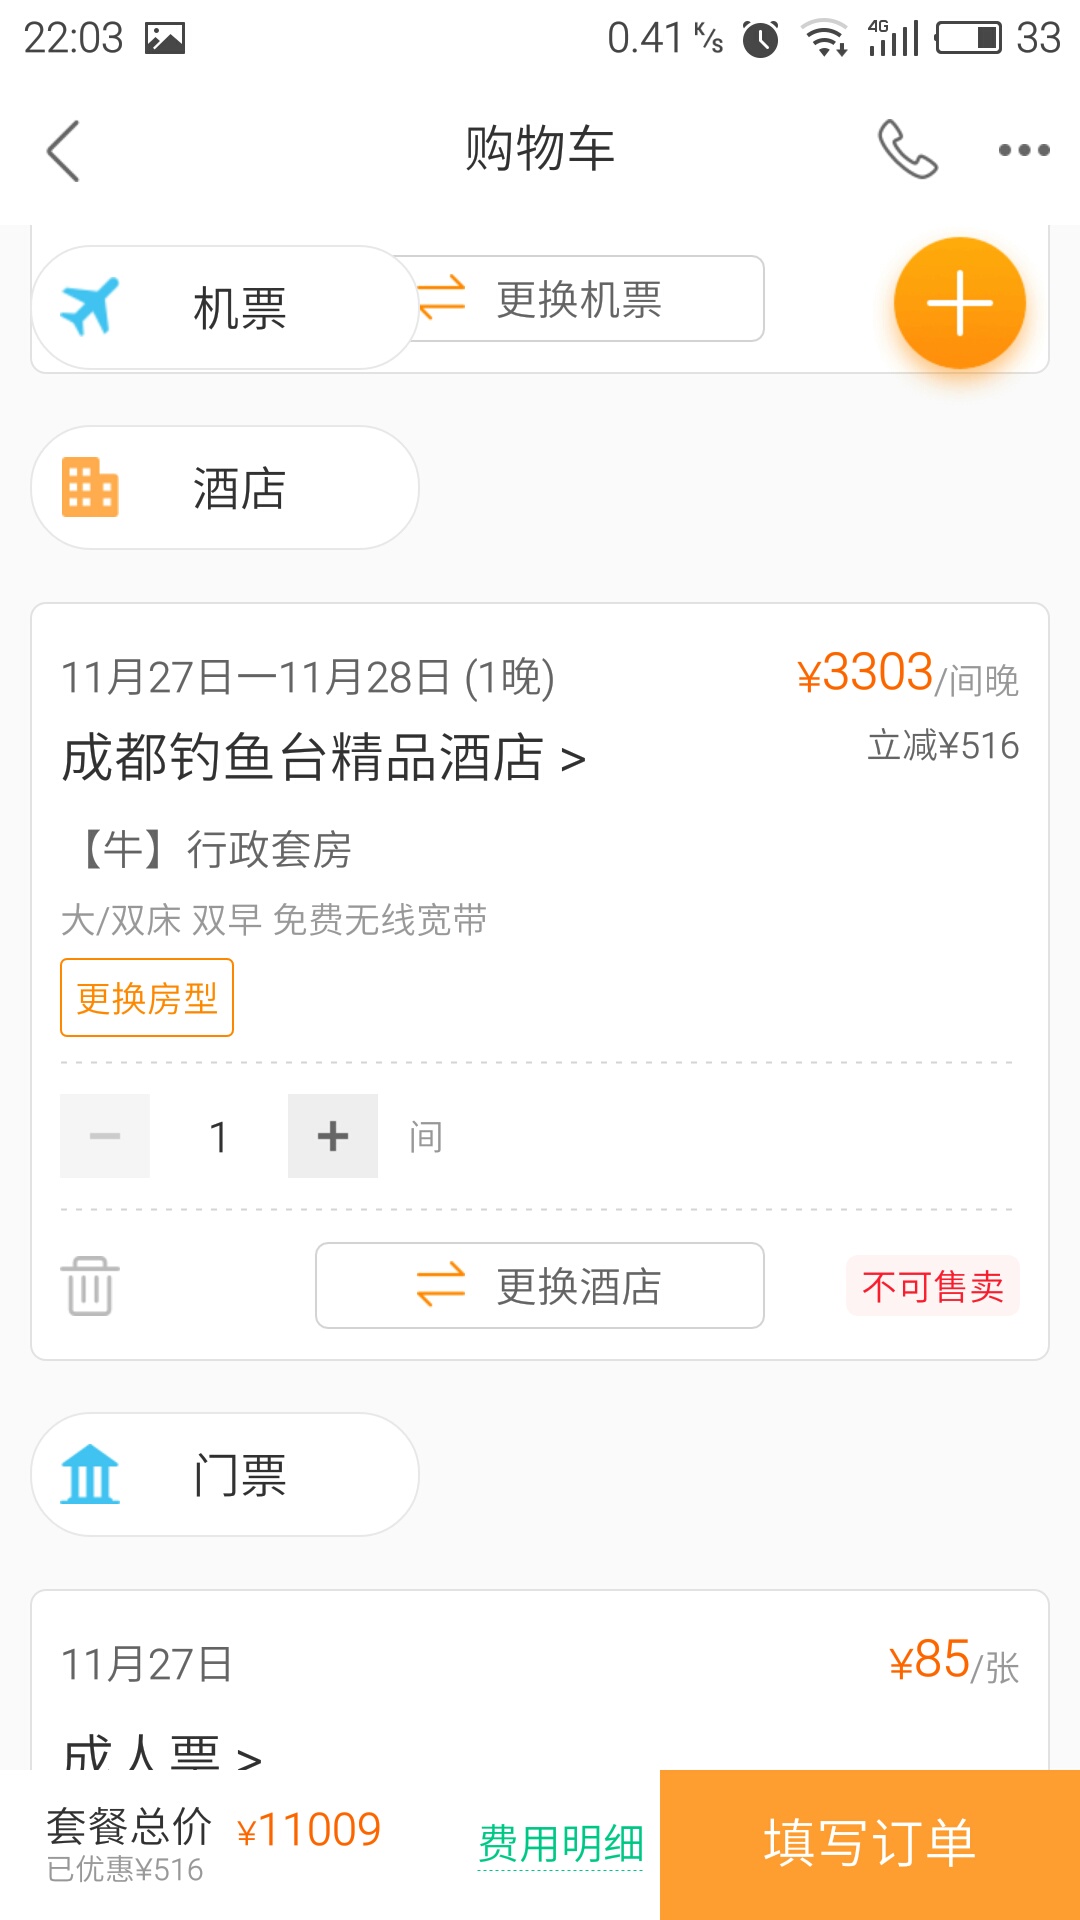 22:03 0.41 K/s 4G 33
购物车
机票 更换机票
酒店
11月27日一11月28日 (1晚) ¥3303/间晚
成都钓鱼台精品酒店 > 立减¥516
【牛】行政套房
大/双床 双早 免费无线宽带
更换房型
1 间
更换酒店 不可售卖
门票
11月27日 ¥85/张
成人票 >
套餐总价 ¥11009 费用明细 填写订单
已优惠¥516